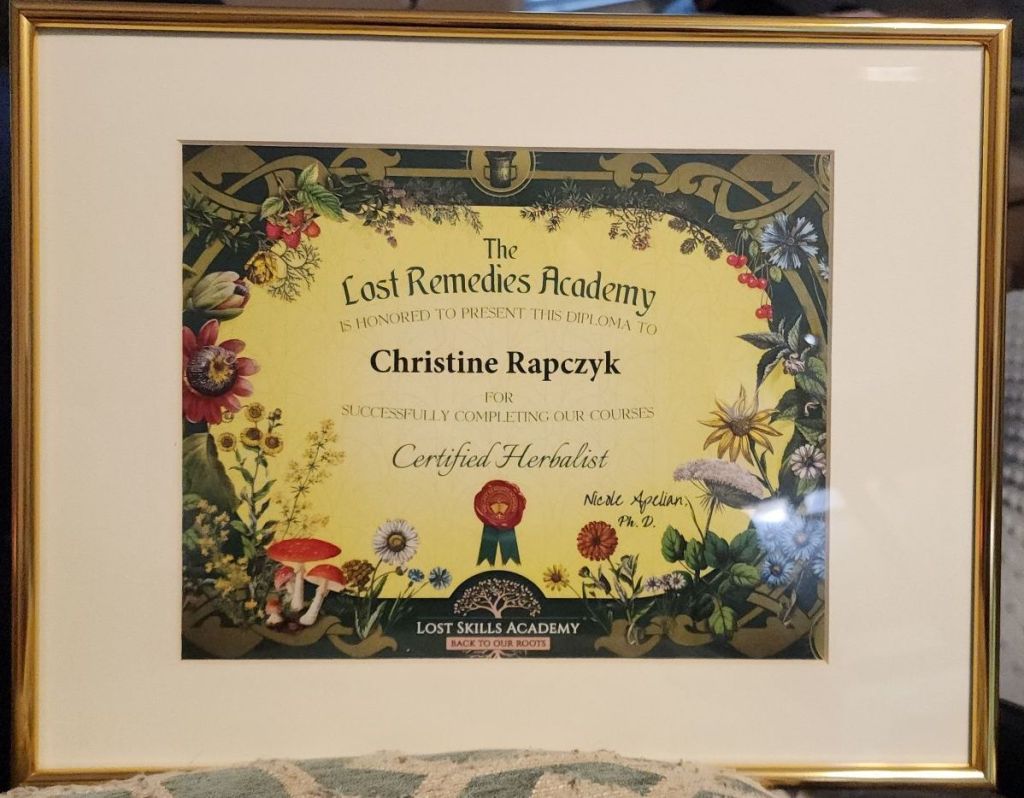 The
Lost Remedies Academy
IS HONORED TO PRESENT THIS DIPLOMA TO
Christine Rapczyk
FOR
SUCCESSFULLY COMPLETING OUR COURSES
Certified Herbalist
Nicole Apelian,
Ph. D.
LOST SKILLS ACADEMY
BACK TO OUR ROOTS